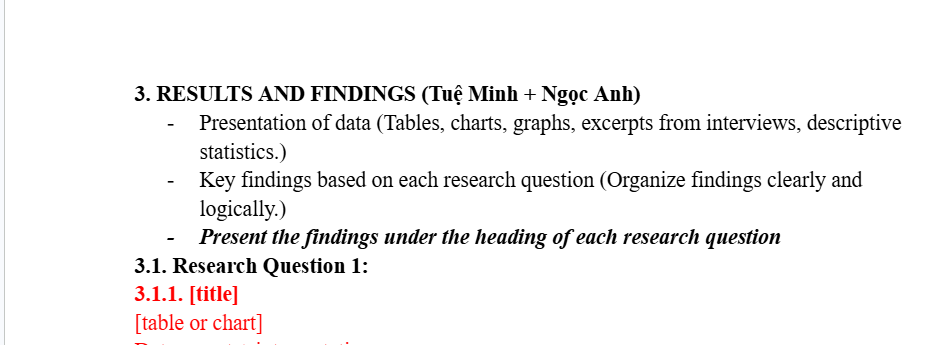 3. RESULTS AND FINDINGS (Tuệ Minh + Ngọc Anh)
- Presentation of data (Tables, charts, graphs, excerpts from interviews, descriptive
statistics.)
- Key findings based on each research question (Organize findings clearly and
logically.)
- Present the findings under the heading of each research question
3.1. Research Question 1:
3.1.1. [title]
[table or chart]